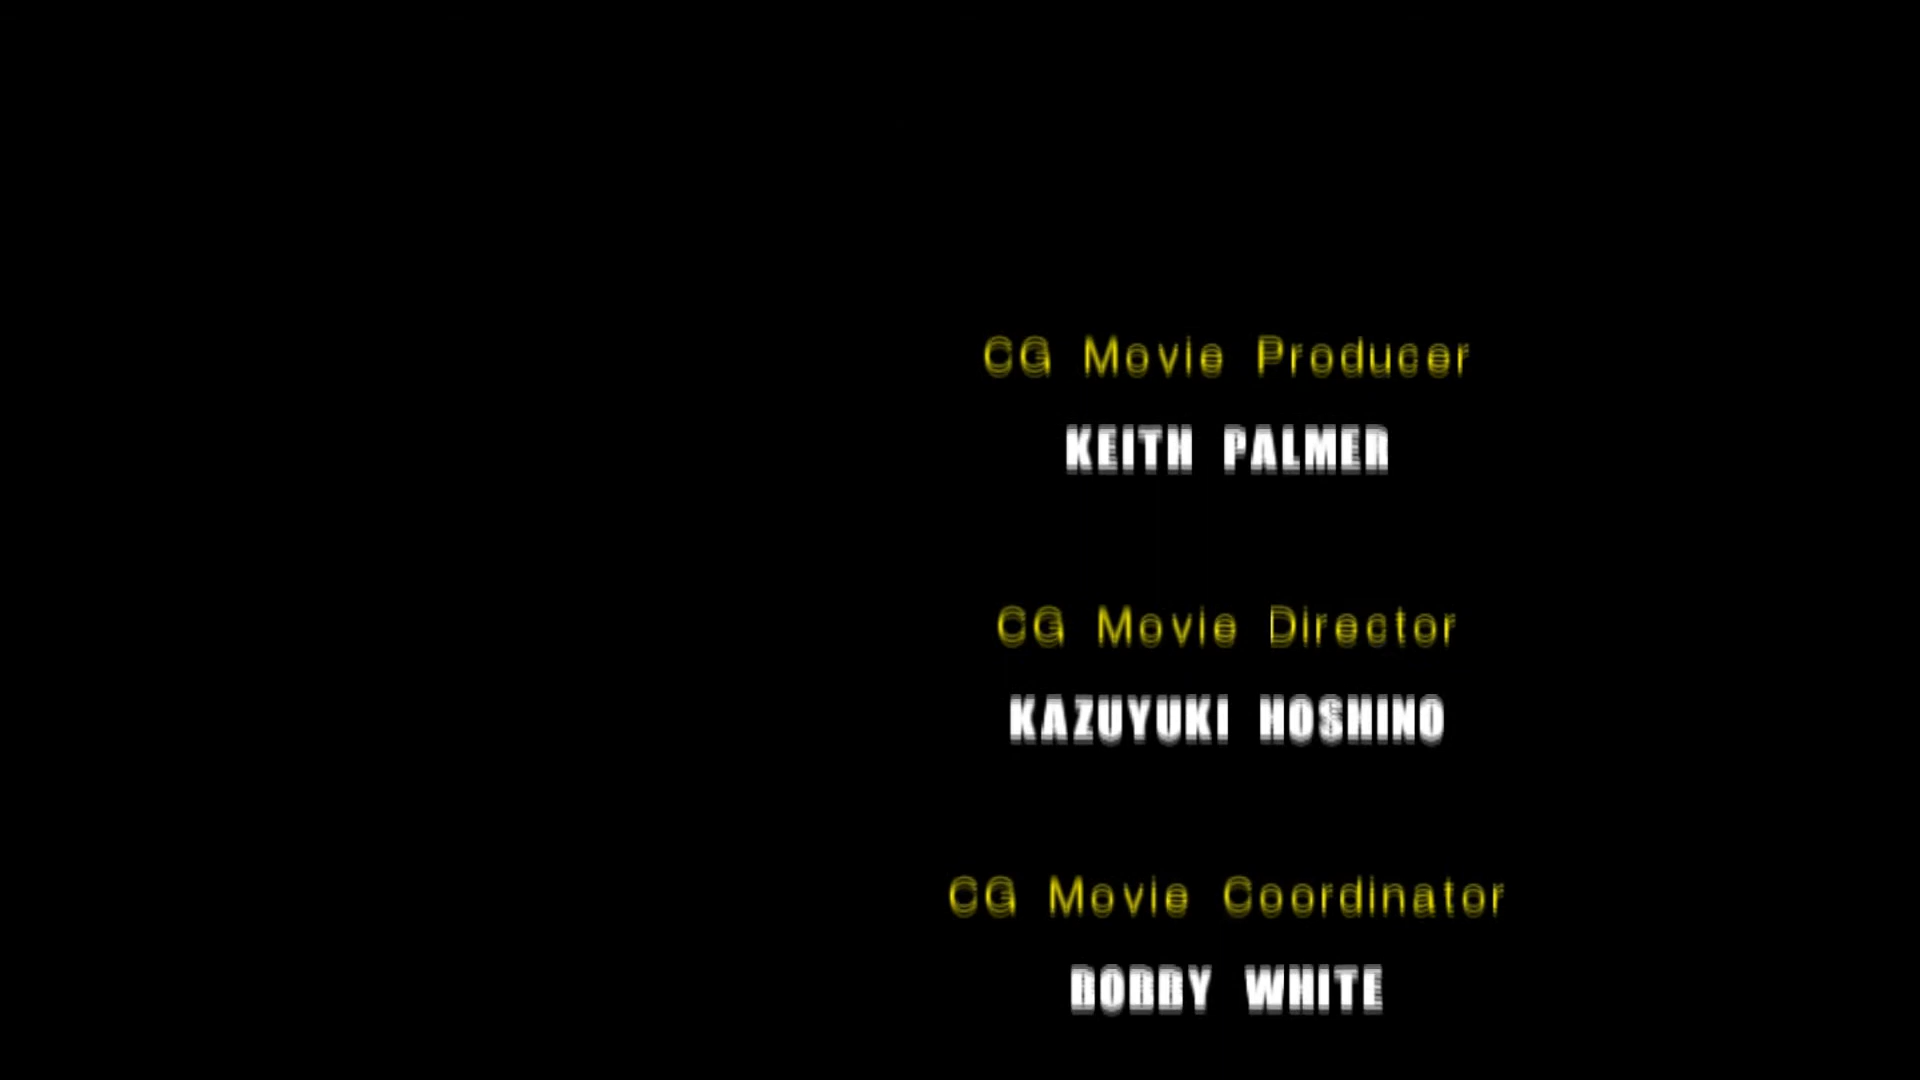 CG Movie Producer
KEITH PALMER
CG Movie Director
KAZUYUKI HOSHINO
CG Movie Coordinator
BOBBY WHITE